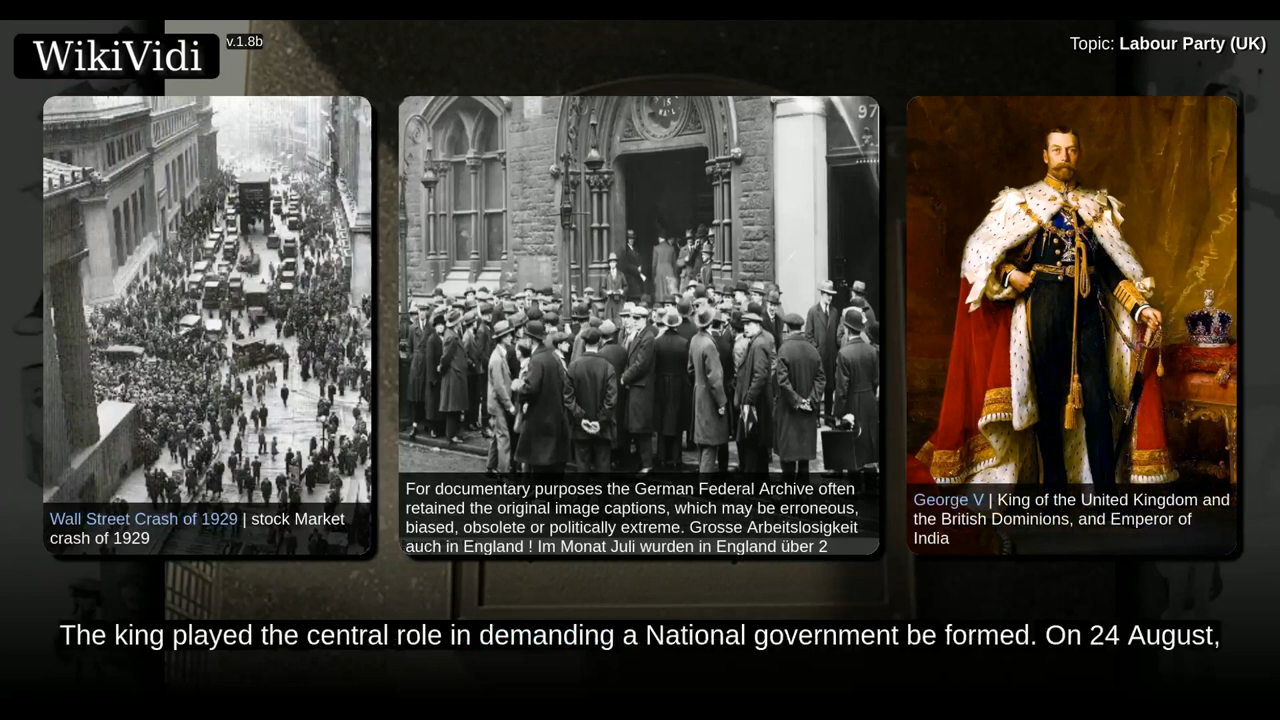 WikiVidi
v.1.8b
Topic: Labour Party (UK)
97
Wall Street Crash of 1929 | stock Market
crash of 1929
For documentary purposes the German Federal Archive often
retained the original image captions, which may be erroneous,
biased, obsolete or politically extreme. Grosse Arbeitslosigkeit
auch in England ! Im Monat Juli wurden in England über 2
George V | King of the United Kingdom and
the British Dominions, and Emperor of
India
The king played the central role in demanding a National government be formed. On 24 August,